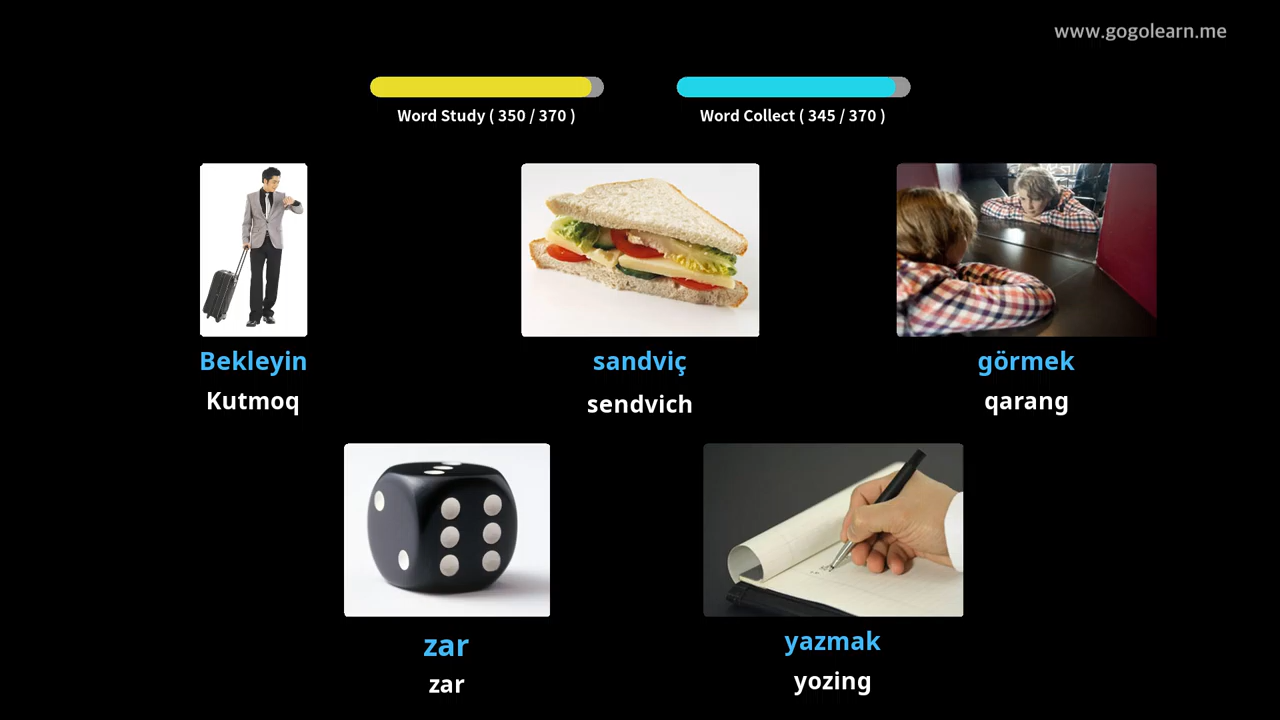 www.gogolearn.me
Word Study ( 350 / 370 )
Word Collect ( 345 / 370 )
Bekleyin
Kutmoq
sandviç
sendvich
görmek
qarang
zar
zar
yazmak
yozing